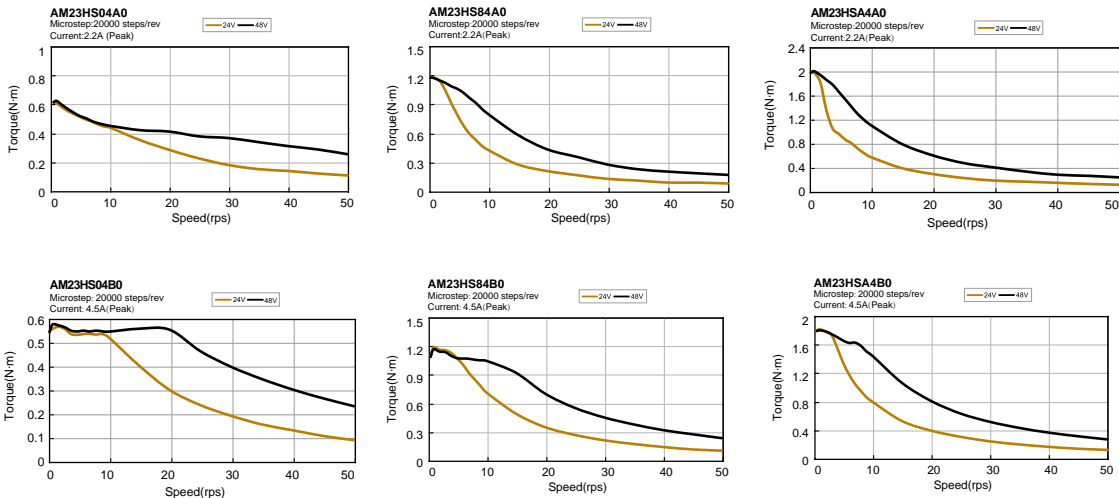 AM23HS04A0
Microstep:20000 steps/rev
Current:2.2A (Peak)
24V 48V
Torque(N·m)
1
0.8
0.6
0.4
0.2
0
0 10 20 30 40 50
Speed(rps)
AM23HS84A0
Microstep:20000 steps/rev
Current:2.2A(Peak)
24V 48V
Torque(N·m)
1.5
1.2
0.9
0.6
0.3
0
0 10 20 30 40 50
Speed(rps)
AM23HSA4A0
Microstep:20000 steps/rev
Current:2.2A(Peak)
24V 48V
Torque(N·m)
2.4
2
1.6
1.2
0.8
0.4
0
0 10 20 30 40 50
Speed(rps)
AM23HS04B0
Microstep: 20000 steps/rev
Current: 4.5A(Peak)
24V 48V
Torque(N·m)
0.6
0.5
0.4
0.3
0.2
0.1
0
0 10 20 30 40 50
Speed(rps)
AM23HS84B0
Microstep: 20000 steps/rev
Current: 4.5A(Peak)
24V 48V
Torque(N·m)
1.5
1.2
0.9
0.6
0.3
0
0 10 20 30 40 50
Speed(rps)
AM23HSA4B0
Microstep: 20000 steps/rev
Current: 4.5A(Peak)
24V 48V
Torque(N·m)
2
1.6
1.2
0.8
0.4
0
0 10 20 30 40 50
Speed(rps)